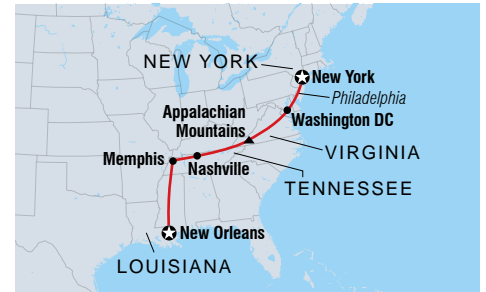 NEW YORK
New York
Philadelphia
Appalachian
Mountains
Washington DC
VIRGINIA
Memphis
Nashville
TENNESSEE
New Orleans
LOUISIANA